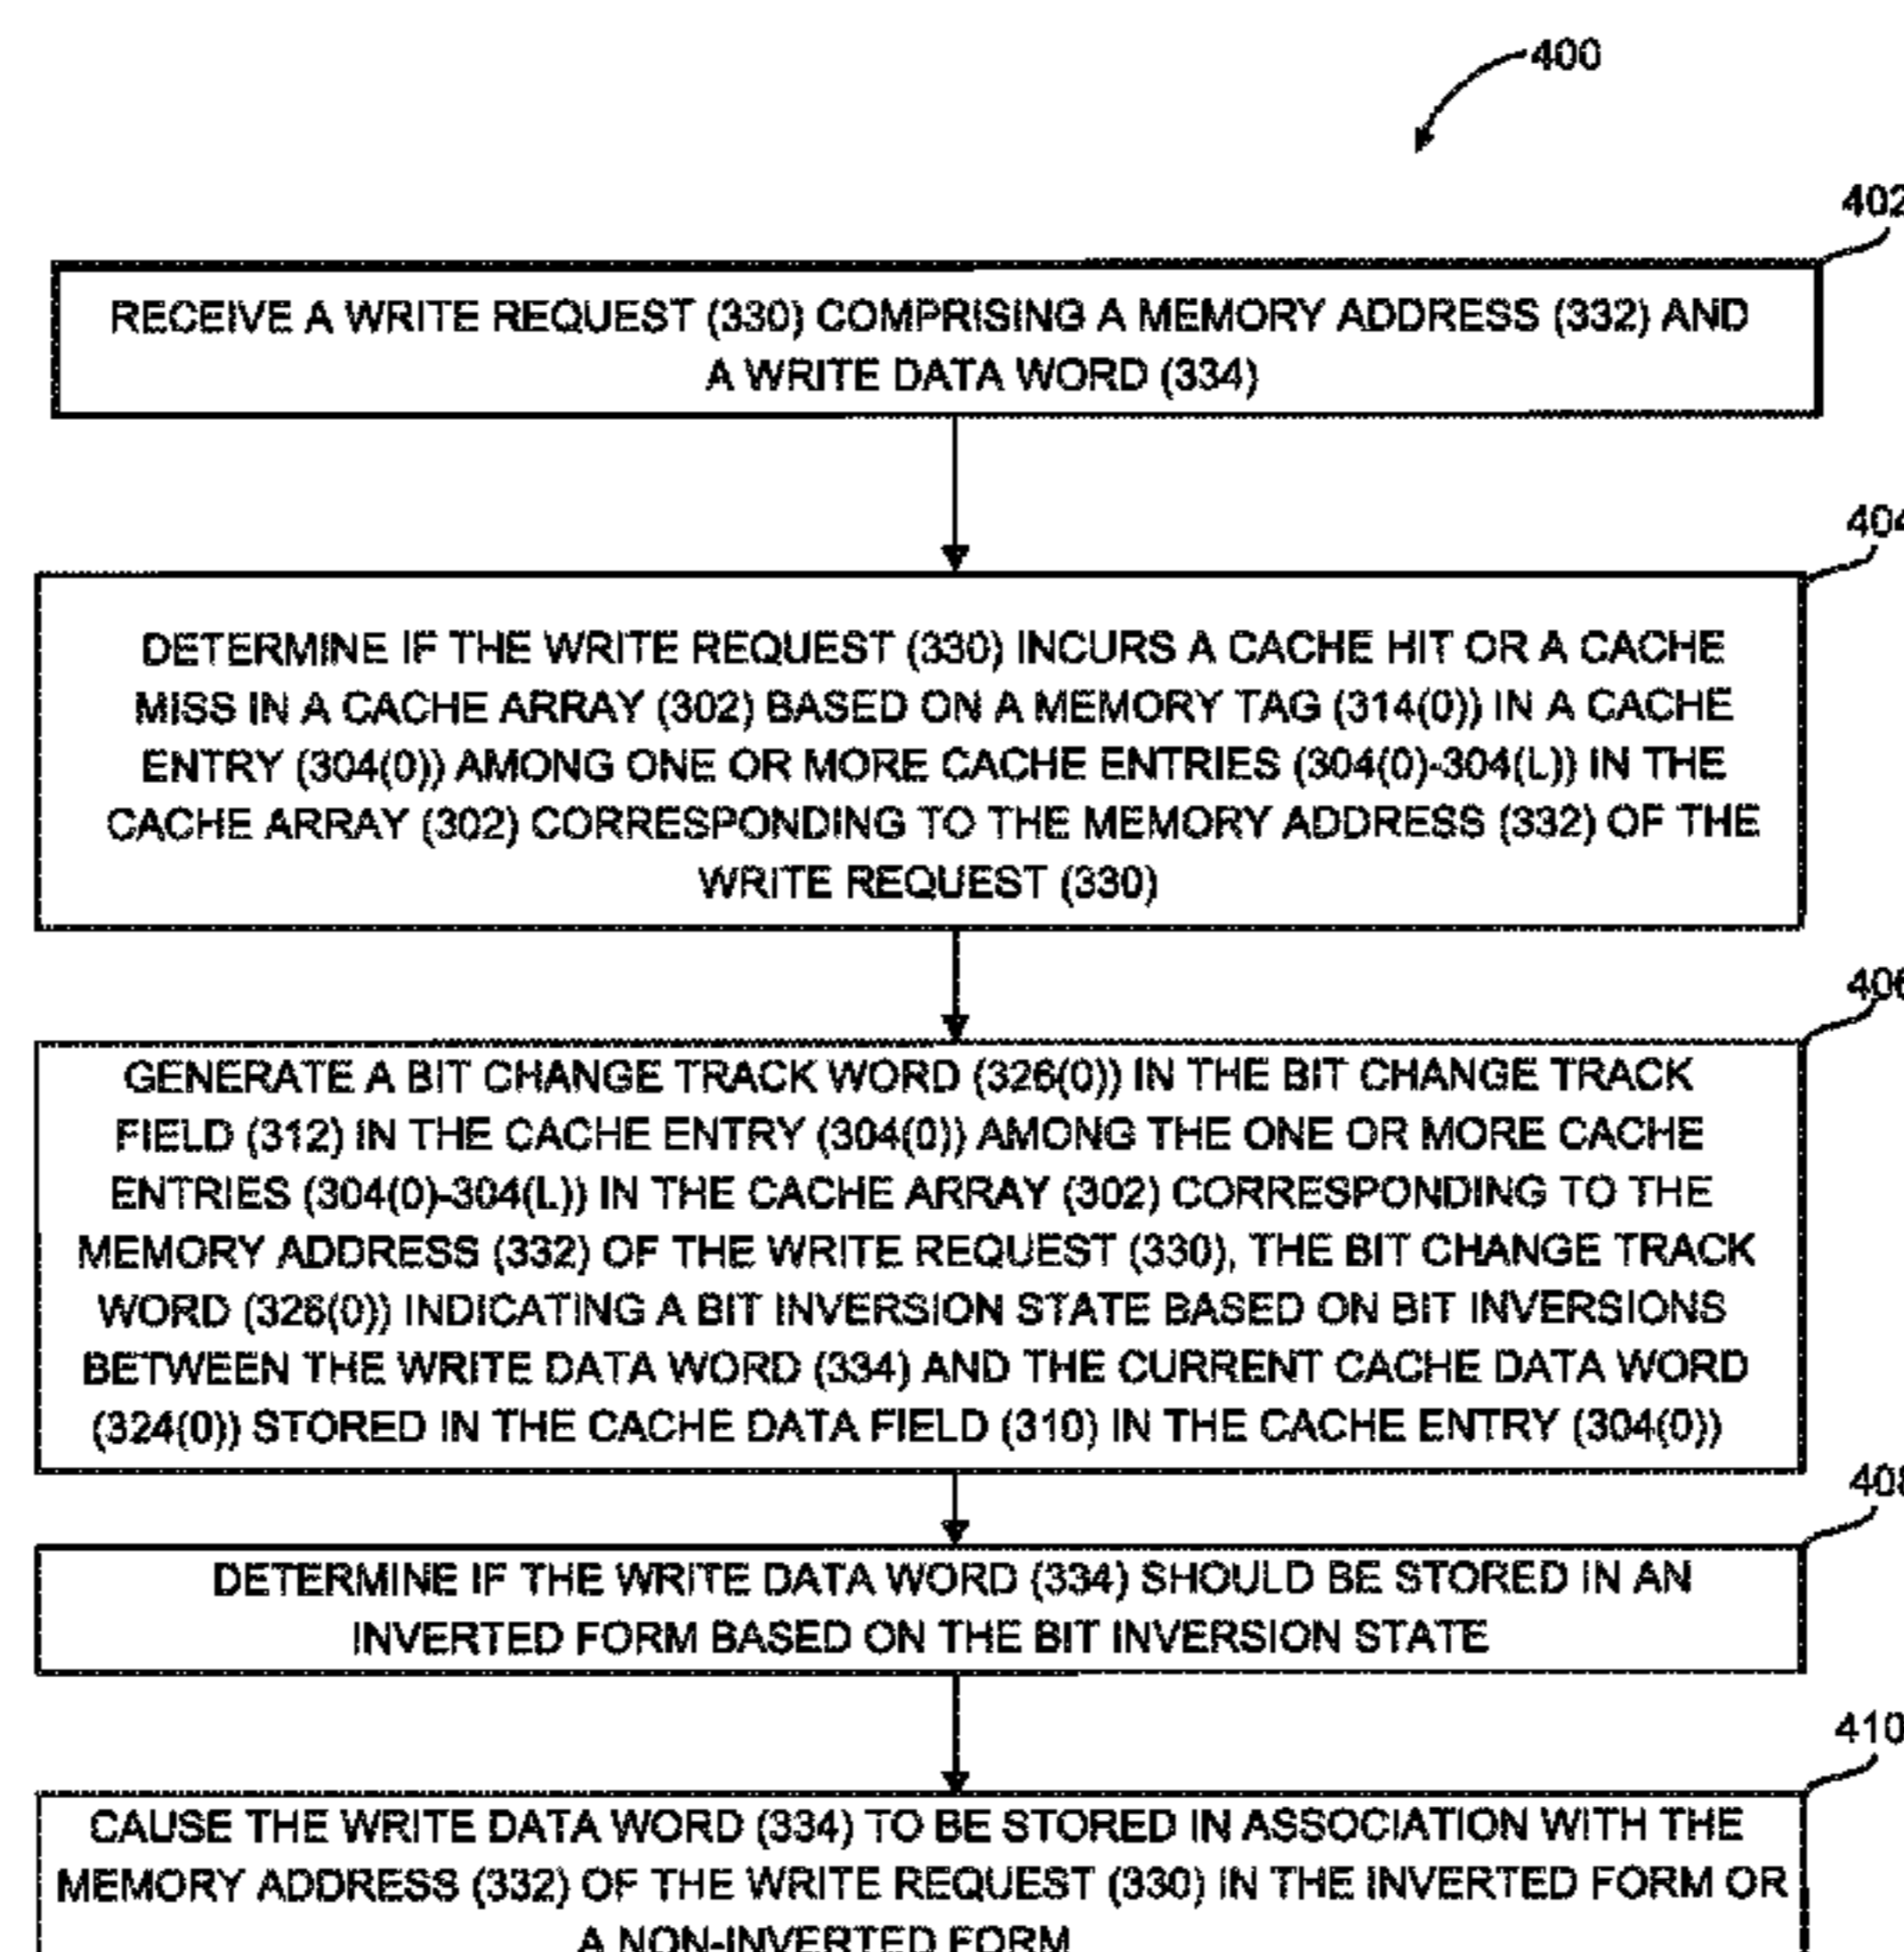 400
402
RECEIVE A WRITE REQUEST (330) COMPRISING A MEMORY ADDRESS (332) AND
A WRITE DATA WORD (334)
404
DETERMINE IF THE WRITE REQUEST (330) INCURS A CACHE HIT OR A CACHE
MISS IN A CACHE ARRAY (302) BASED ON A MEMORY TAG (314(0)) IN A CACHE
ENTRY (304(0)) AMONG ONE OR MORE CACHE ENTRIES (304(0)-304(L)) IN THE
CACHE ARRAY (302) CORRESPONDING TO THE MEMORY ADDRESS (332) OF THE
WRITE REQUEST (330)
406
GENERATE A BIT CHANGE TRACK WORD (326(0)) IN THE BIT CHANGE TRACK
FIELD (312) IN THE CACHE ENTRY (304(0)) AMONG THE ONE OR MORE CACHE
ENTRIES (304(0)-304(L)) IN THE CACHE ARRAY (302) CORRESPONDING TO THE
MEMORY ADDRESS (332) OF THE WRITE REQUEST (330), THE BIT CHANGE TRACK
WORD (326(0)) INDICATING A BIT INVERSION STATE BASED ON BIT INVERSIONS
BETWEEN THE WRITE DATA WORD (334) AND THE CURRENT CACHE DATA WORD
(324(0)) STORED IN THE CACHE DATA FIELD (310) IN THE CACHE ENTRY (304(0))
408
DETERMINE IF THE WRITE DATA WORD (334) SHOULD BE STORED IN AN
INVERTED FORM BASED ON THE BIT INVERSION STATE
410
CAUSE THE WRITE DATA WORD (334) TO BE STORED IN ASSOCIATION WITH THE
MEMORY ADDRESS (332) OF THE WRITE REQUEST (330) IN THE INVERTED FORM OR
A NON-INVERTED FORM